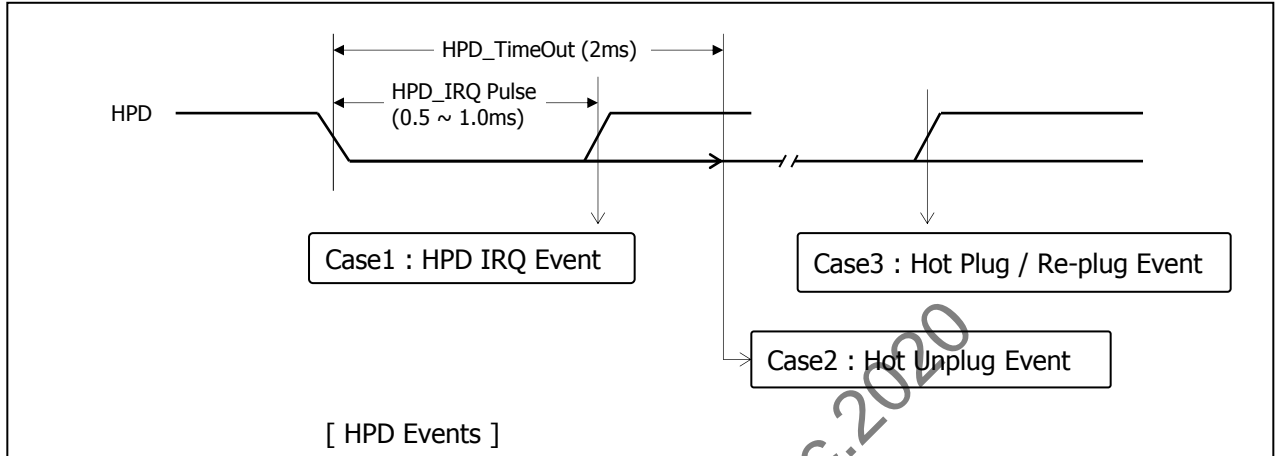 HPD_TimeOut (2ms)
HPD_IRQ Pulse
(0.5 ~ 1.0ms)
HPD
Case1 : HPD IRQ Event
Case3 : Hot Plug / Re-plug Event
Case2 : Hot Unplug Event
c.2020
[ HPD Events ]